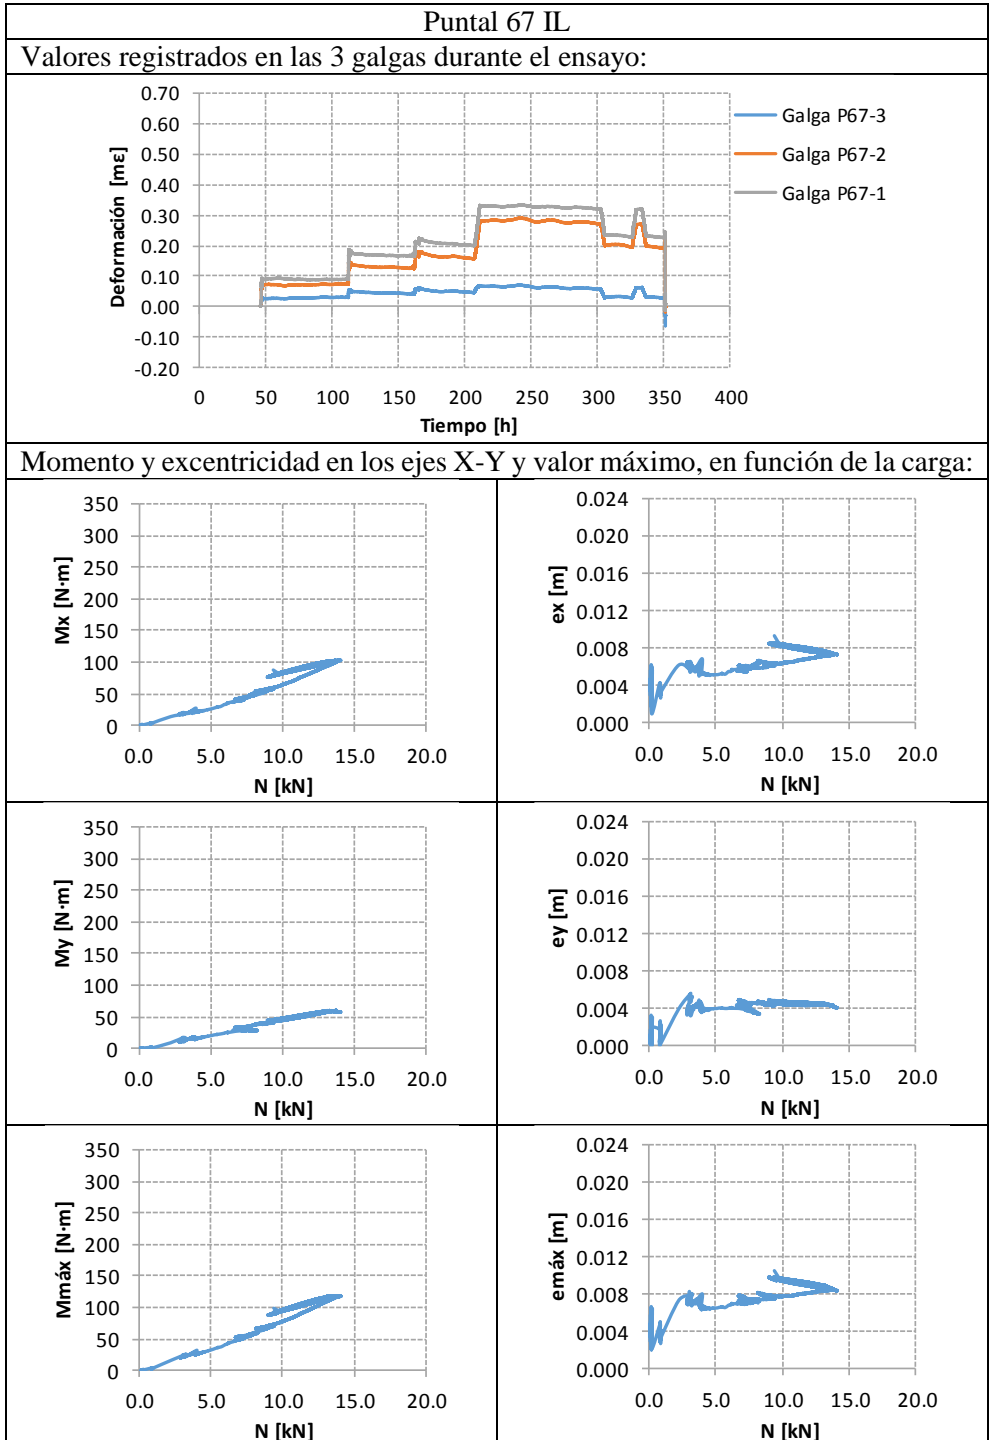 Puntal 67 IL
Valores registrados en las 3 galgas durante el ensayo:
0.70
0.60
0.50
0.40
0.30
0.20
0.10
0.00
-0.10
-0.20
Deformación [mε]
0 50 100 150 200 250 300 350 400
Tiempo [h]
Galga P67-3
Galga P67-2
Galga P67-1
Momento y excentricidad en los ejes X-Y y valor máximo, en función de la carga:
350
300
250
200
150
100
50
0
Mx [N·m]
0.0 5.0 10.0 15.0 20.0
N [kN]
0.024
0.020
0.016
0.012
0.008
0.004
0.000
ex [m]
0.0 5.0 10.0 15.0 20.0
N [kN]
350
300
250
200
150
100
50
0
My [N·m]
0.0 5.0 10.0 15.0 20.0
N [kN]
0.024
0.020
0.016
0.012
0.008
0.004
0.000
ey [m]
0.0 5.0 10.0 15.0 20.0
N [kN]
350
300
250
200
150
100
50
0
Mmáx [N·m]
0.0 5.0 10.0 15.0 20.0
N [kN]
0.024
0.020
0.016
0.012
0.008
0.004
0.000
emáx [m]
0.0 5.0 10.0 15.0 20.0
N [kN]